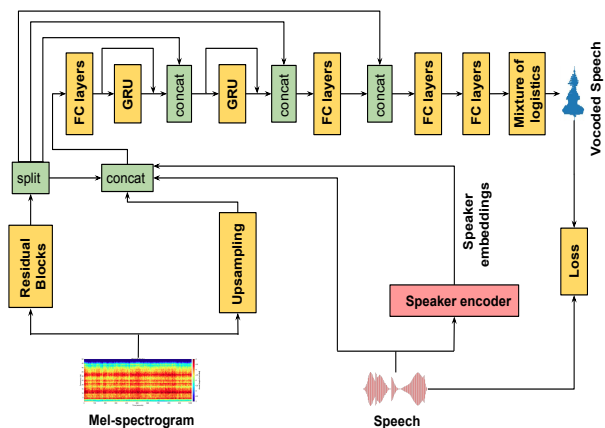 FC layers
GRU
concat
GRU
concat
FC layers
concat
FC layers
FC layers
Mixture of
logistics
Vocoded Speech
split
concat
Residual
Blocks
Upsampling
Speaker
embeddings
Speaker encoder
Loss
Mel-spectrogram
Speech